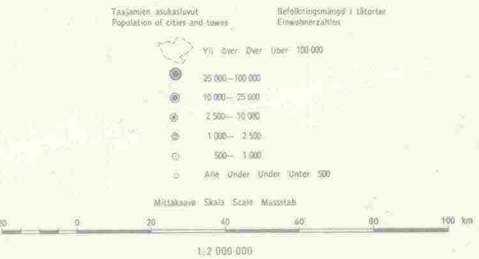 Taajamien asukasluvut
Population of cities and towns
Befolkningsmängd i tätorter
Einwohnerzahlen
Yli över Over über 100 000
25 000—100 000
10 000— 25 000
2 500— 10 000
1 000— 2 500
500— 1 000
Alle Under Under Unter 500
Mittakaava Skala Scale Massstab
20 0 20 40 60 80 100 km
1:2 000 000